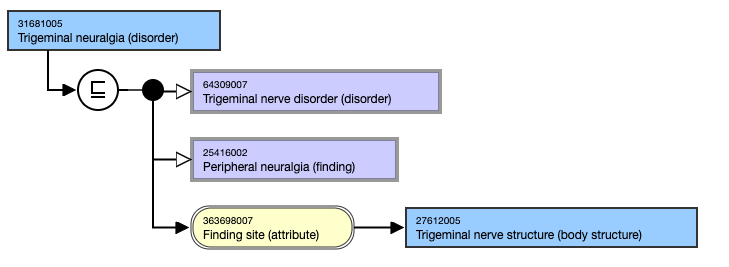 31681005
Trigeminal neuralgia (disorder)
⊑
64309007
Trigeminal nerve disorder (disorder)
25416002
Peripheral neuralgia (finding)
363698007
Finding site (attribute)
27612005
Trigeminal nerve structure (body structure)